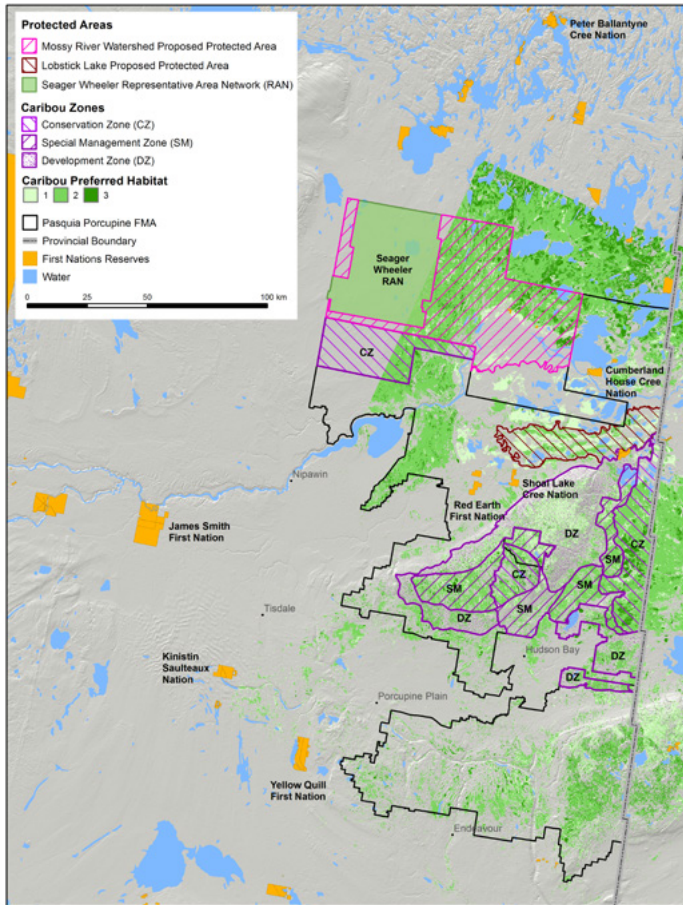 Protected Areas
Mossy River Watershed Proposed Protected Area
Lobstick Lake Proposed Protected Area
Seager Wheeler Representative Area Network (RAN)
Caribou Zones
Conservation Zone (CZ)
Special Management Zone (SM)
Development Zone (DZ)
Caribou Preferred Habitat
1 2 3
Pasquia Porcupine FMA
Provincial Boundary
First Nations Reserves
Water
0 25 50 100 km
Peter Ballantyne
Cree Nation
Seager
Wheeler
RAN
CZ
Cumberland
House Cree
Nation
Nipawin
Shoal Lake
Cree Nation
Red Earth
First Nation
James Smith
First Nation
DZ
CZ
SM
CZ
SM
SM
SM
DZ
Tisdale
Hudson Bay
DZ
DZ
Kinistin
Saulteaux
Nation
Porcupine Plain
Yellow Quill
First Nation
Endeavour